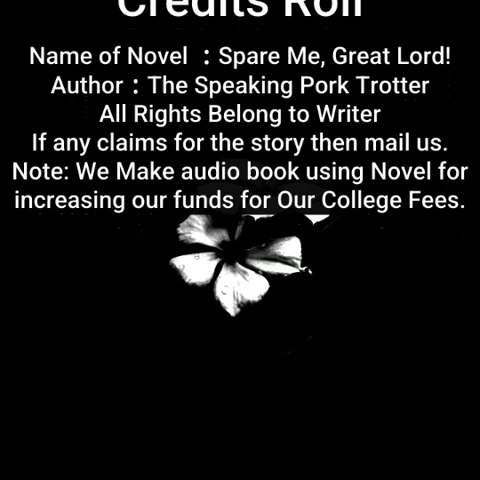 Credits Roll
Name of Novel ：Spare Me, Great Lord!
Author：The Speaking Pork Trotter
All Rights Belong to Writer
If any claims for the story then mail us.
Note: We Make audio book using Novel for
increasing our funds for Our College Fees.